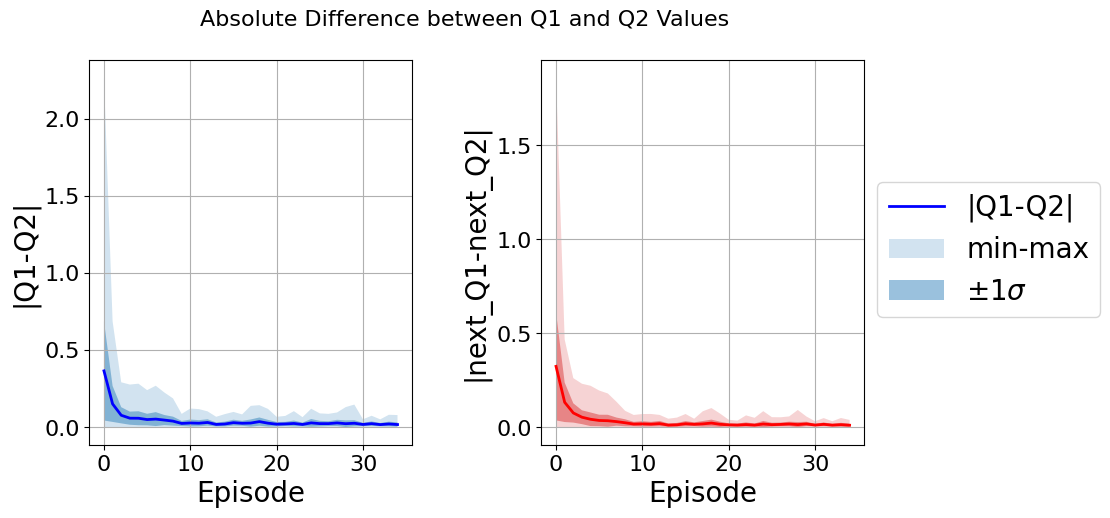 Absolute Difference between Q1 and Q2 Values
|Q1-Q2|
2.0
1.5
1.0
0.5
0.0
0
10
20
30
Episode
|next_Q1-next_Q2|
1.5
1.0
0.5
0.0
0
10
20
30
Episode
|Q1-Q2|
min-max
±1σ